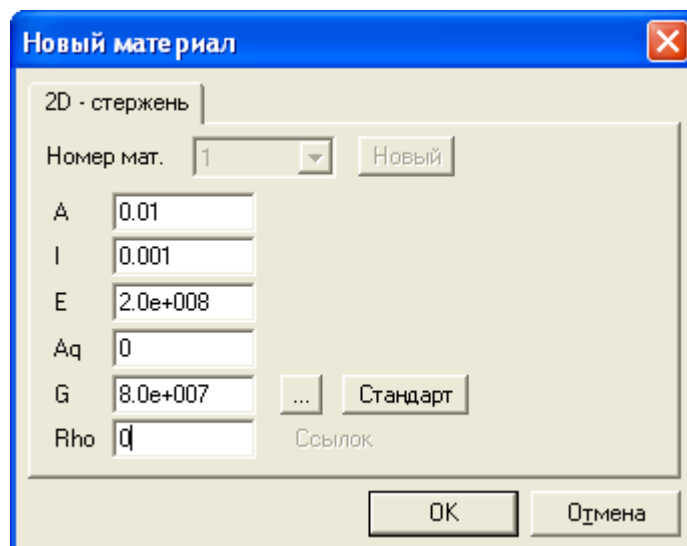 Новый материал
2D - стержень
Номер мат. 1 Новый
A 0.01
I 0.001
E 2.0e+008
Aq 0
G 8.0e+007 ... Стандарт
Rho 0 Ссылок
OK Отмена